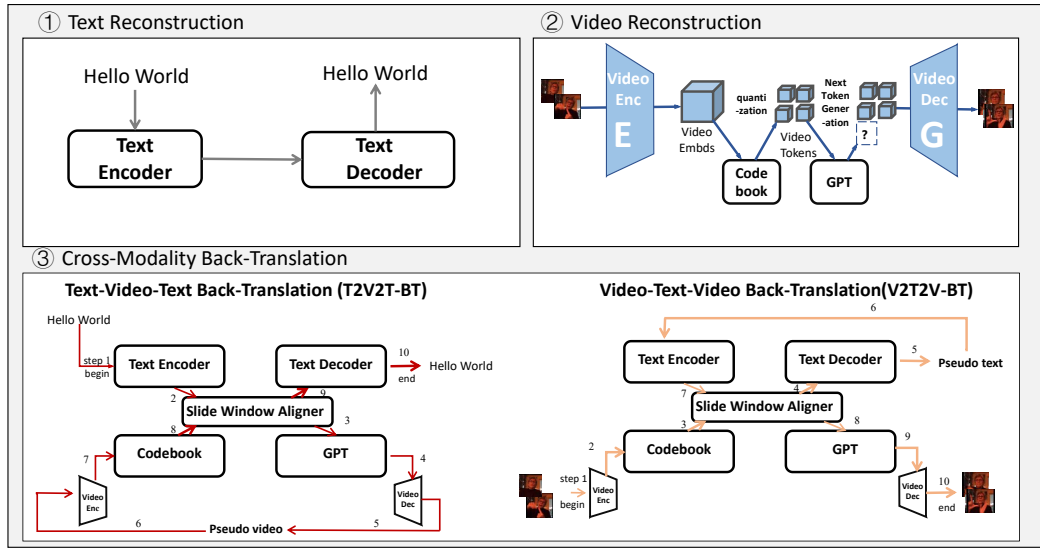 ① Text Reconstruction
Hello World
Hello World
Text
Encoder
Text
Decoder
② Video Reconstruction
Video
Enc
E
Video
Embds
quanti
-zation
Code
book
Video
Tokens
Next
Token
Gener
-ation
?
GPT
Video
Dec
G
③ Cross-Modality Back-Translation
Text-Video-Text Back-Translation (T2V2T-BT)
Hello World
step 1
begin
Text Encoder
Text Decoder
10
end
Hello World
2
9
Slide Window Aligner
8
3
Codebook
GPT
7
4
Video
Enc
Video
Dec
6
Pseudo video
5
Video-Text-Video Back-Translation(V2T2V-BT)
6
Text Encoder
Text Decoder
5
Pseudo text
7
4
Slide Window Aligner
3
8
Codebook
GPT
2
9
step 1
begin
Video
Enc
Video
Dec
10
end